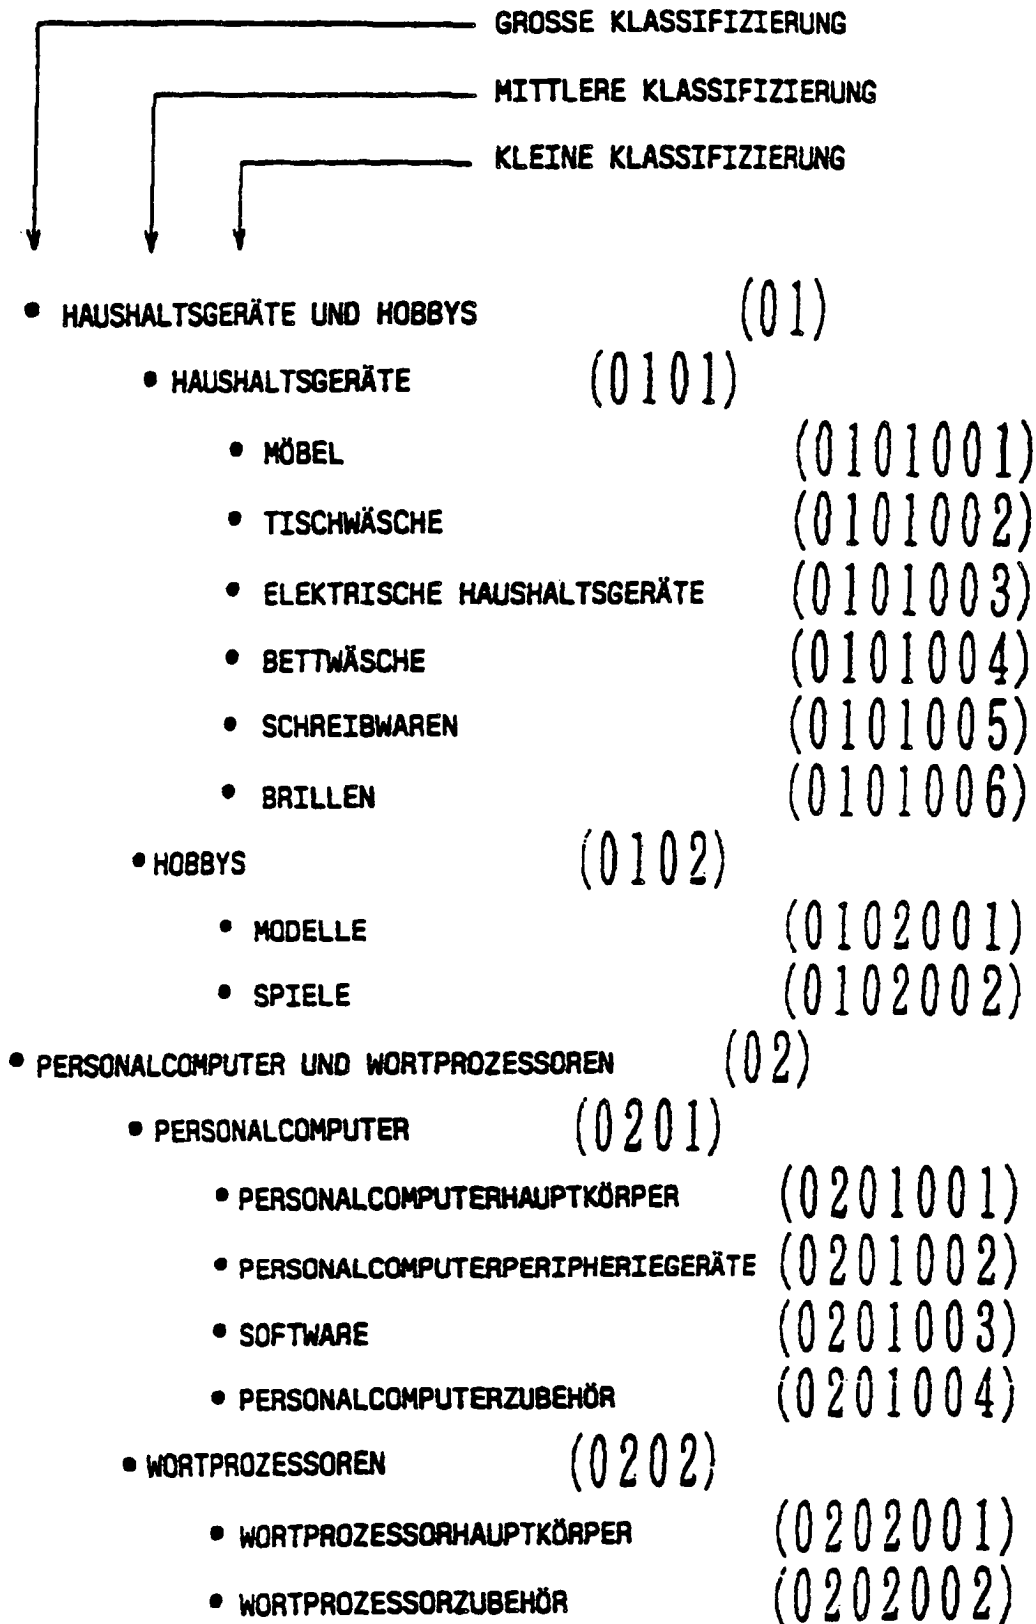 GROSSE KLASSIFIZIERUNG
MITTLERE KLASSIFIZIERUNG
KLEINE KLASSIFIZIERUNG
• HAUSHALTSGERÄTE UND HOBBYS (01)
• HAUSHALTSGERÄTE (0101)
• MÖBEL (0101001)
• TISCHWÄSCHE (0101002)
• ELEKTRISCHE HAUSHALTSGERÄTE (0101003)
• BETTWÄSCHE (0101004)
• SCHREIBWAREN (0101005)
• BRILLEN (0101006)
• HOBBYS (0102)
• MODELLE (0102001)
• SPIELE (0102002)
• PERSONALCOMPUTER UND WORTPROZESSOREN (02)
• PERSONALCOMPUTER (0201)
• PERSONALCOMPUTERHAUPTKÖRPER (0201001)
• PERSONALCOMPUTERPERIPHERIEGERÄTE (0201002)
• SOFTWARE (0201003)
• PERSONALCOMPUTERZUBEHÖR (0201004)
• WORTPROZESSOREN (0202)
• WORTPROZESSORHAUPTKÖRPER (0202001)
• WORTPROZESSORZUBEHÖR (0202002)